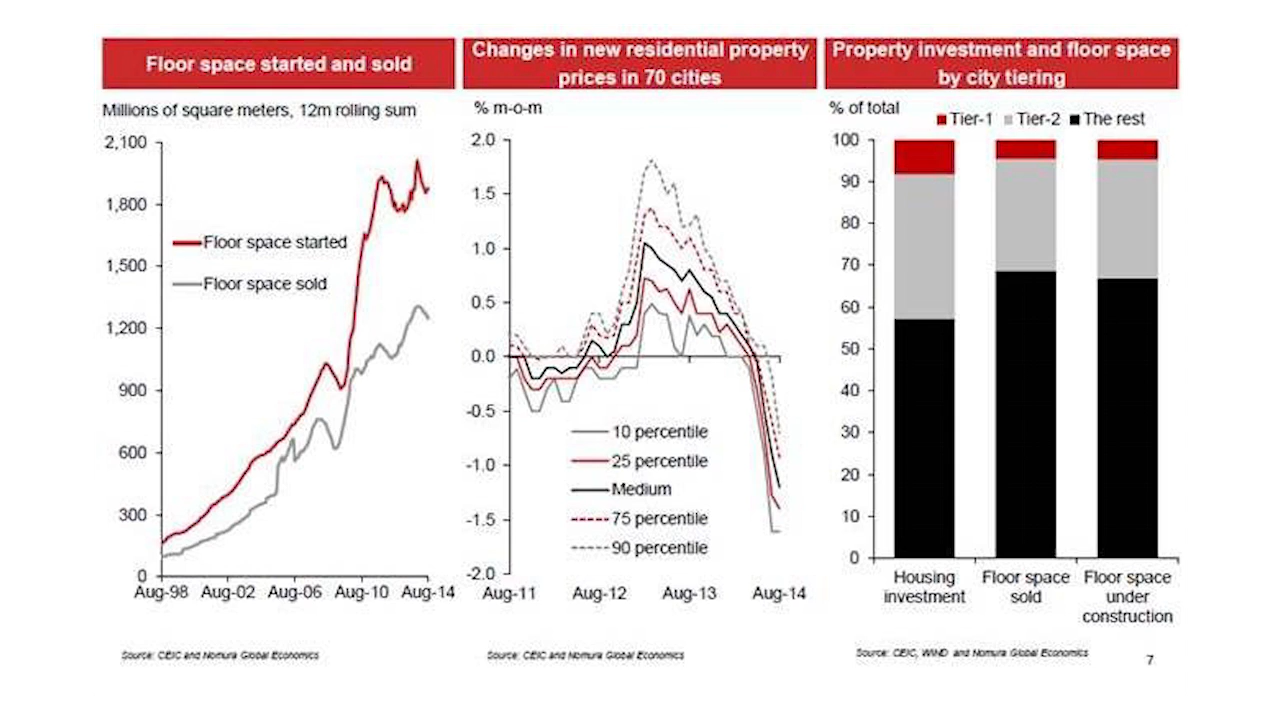 Floor space started and sold
Millions of square meters, 12m rolling sum
2,100
1,800
1,500
1,200
900
600
300
0
Floor space started
Floor space sold
Aug-98 Aug-02 Aug-06 Aug-10 Aug-14
Source: CEIC and Nomura Global Economics
Changes in new residential property
prices in 70 cities
% m-o-m
2.0
1.5
1.0
0.5
0.0
-0.5
-1.0
-1.5
-2.0
10 percentile
25 percentile
Medium
75 percentile
90 percentile
Aug-11 Aug-12 Aug-13 Aug-14
Source: CEIC and Nomura Global Economics
Property investment and floor space
by city tiering
% of total
Tier-1 Tier-2 The rest
100
90
80
70
60
50
40
30
20
10
0
Housing
investment
Floor space
sold
Floor space
under
construction
Source: CEIC, WIND and Nomura Global Economics
7